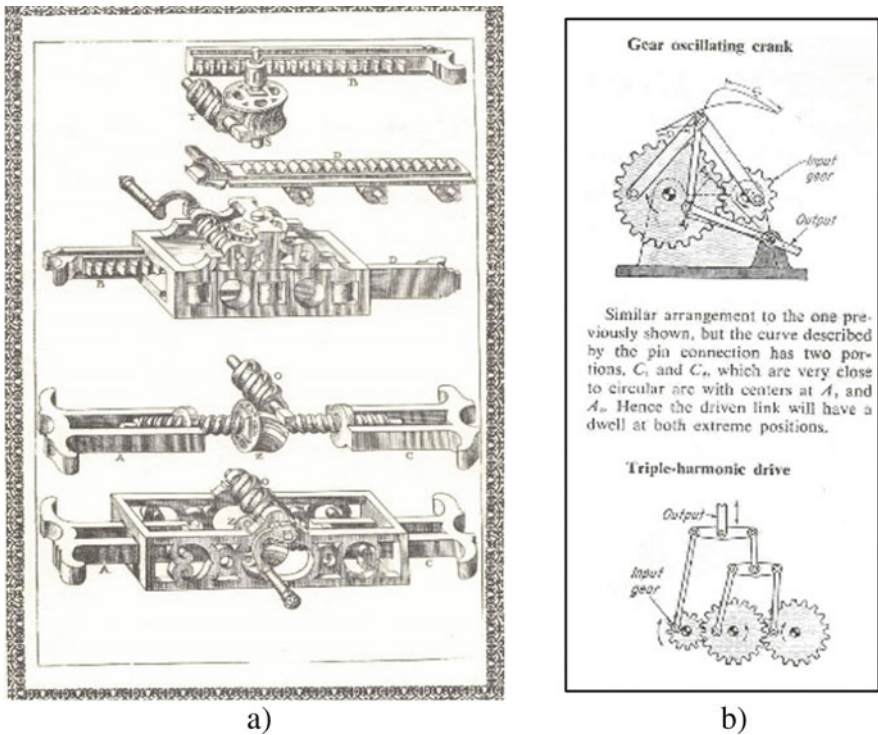 B
T
S
D
B
D
O
A
Z
C
O
Z
A
C
a)
Gear oscillating crank
Input
gear
Output
Similar arrangement to the one pre-
viously shown, but the curve described
by the pin connection has two por-
tions, C₁ and C₂, which are very close
to circular arc with centers at A₁ and
Hence the driven link will have a
dwell at both extreme positions.
Triple-harmonic drive
Output
Input
gear
b)